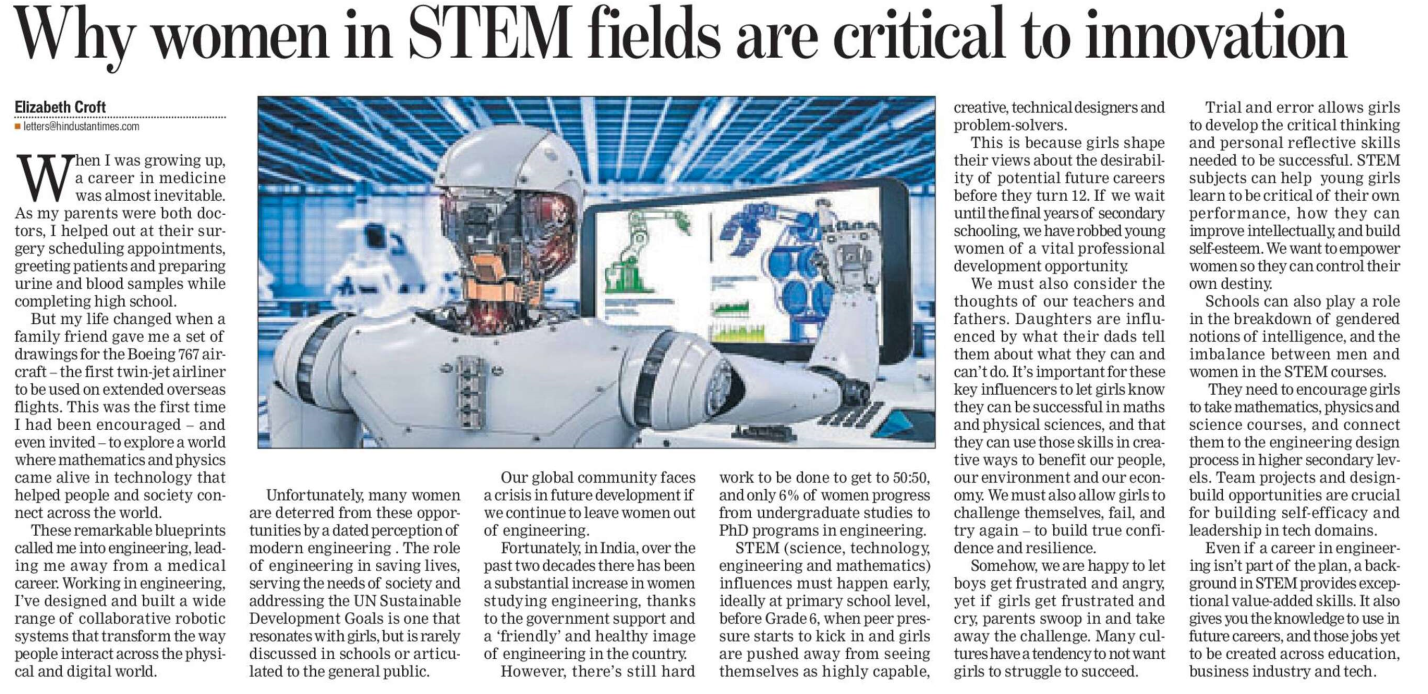 Why women in STEM fields are critical to innovation
Elizabeth Croft
letters@hindustantimes.com
When I was growing up,
a career in medicine
was almost inevitable.
As my parents were both doc-
tors, I helped out at their sur-
gery scheduling appointments,
greeting patients and preparing
urine and blood samples while
completing high school.
But my life changed when a
family friend gave me a set of
drawings for the Boeing 767 air-
craft – the first twin-jet airliner
to be used on extended overseas
flights. This was the first time
I had been encouraged – and
even invited – to explore a world
where mathematics and physics
came alive in technology that
helped people and society con-
nect across the world.
These remarkable blueprints
called me into engineering, lead-
ing me away from a medical
career. Working in engineering,
I've designed and built a wide
range of collaborative robotic
systems that transform the way
people interact across the physi-
cal and digital world.
Unfortunately, many women
are deterred from these oppor-
tunities by a dated perception of
modern engineering . The role
of engineering in saving lives,
serving the needs of society and
addressing the UN Sustainable
Development Goals is one that
resonates with girls, but is rarely
discussed in schools or articu-
lated to the general public.
Our global community faces
a crisis in future development if
we continue to leave women out
of engineering.
Fortunately, in India, over the
past two decades there has been
a substantial increase in women
studying engineering, thanks
to the government support and
a 'friendly' and healthy image
of engineering in the country.
However, there's still hard
work to be done to get to 50:50,
and only 6% of women progress
from undergraduate studies to
PhD programs in engineering.
STEM (science, technology,
engineering and mathematics)
influences must happen early,
ideally at primary school level,
before Grade 6, when peer pres-
sure starts to kick in and girls
are pushed away from seeing
themselves as highly capable,
creative, technical designers and
problem-solvers.
This is because girls shape
their views about the desirabil-
ity of potential future careers
before they turn 12. If we wait
until the final years of secondary
schooling, we have robbed young
women of a vital professional
development opportunity.
We must also consider the
thoughts of our teachers and
fathers. Daughters are influ-
enced by what their dads tell
them about what they can and
can't do. It's important for these
key influencers to let girls know
they can be successful in maths
and physical sciences, and that
they can use those skills in crea-
tive ways to benefit our people,
our environment and our econ-
omy. We must also allow girls to
challenge themselves, fail, and
try again – to build true confi-
dence and resilience.
Somehow, we are happy to let
boys get frustrated and angry,
yet if girls get frustrated and
cry, parents swoop in and take
away the challenge. Many cul-
tures have a tendency to not want
girls to struggle to succeed.
Trial and error allows girls
to develop the critical thinking
and personal reflective skills
needed to be successful. STEM
subjects can help young girls
learn to be critical of their own
performance, how they can
improve intellectually, and build
self-esteem. We want to empower
women so they can control their
own destiny.
Schools can also play a role
in the breakdown of gendered
notions of intelligence, and the
imbalance between men and
women in the STEM courses.
They need to encourage girls
to take mathematics, physics and
science courses, and connect
them to the engineering design
process in higher secondary lev-
els. Team projects and design-
build opportunities are crucial
for building self-efficacy and
leadership in tech domains.
Even if a career in engineer-
ing isn't part of the plan, a back-
ground in STEM provides excep-
tional value-added skills. It also
gives you the knowledge to use in
future careers, and those jobs yet
to be created across education,
business industry and tech.